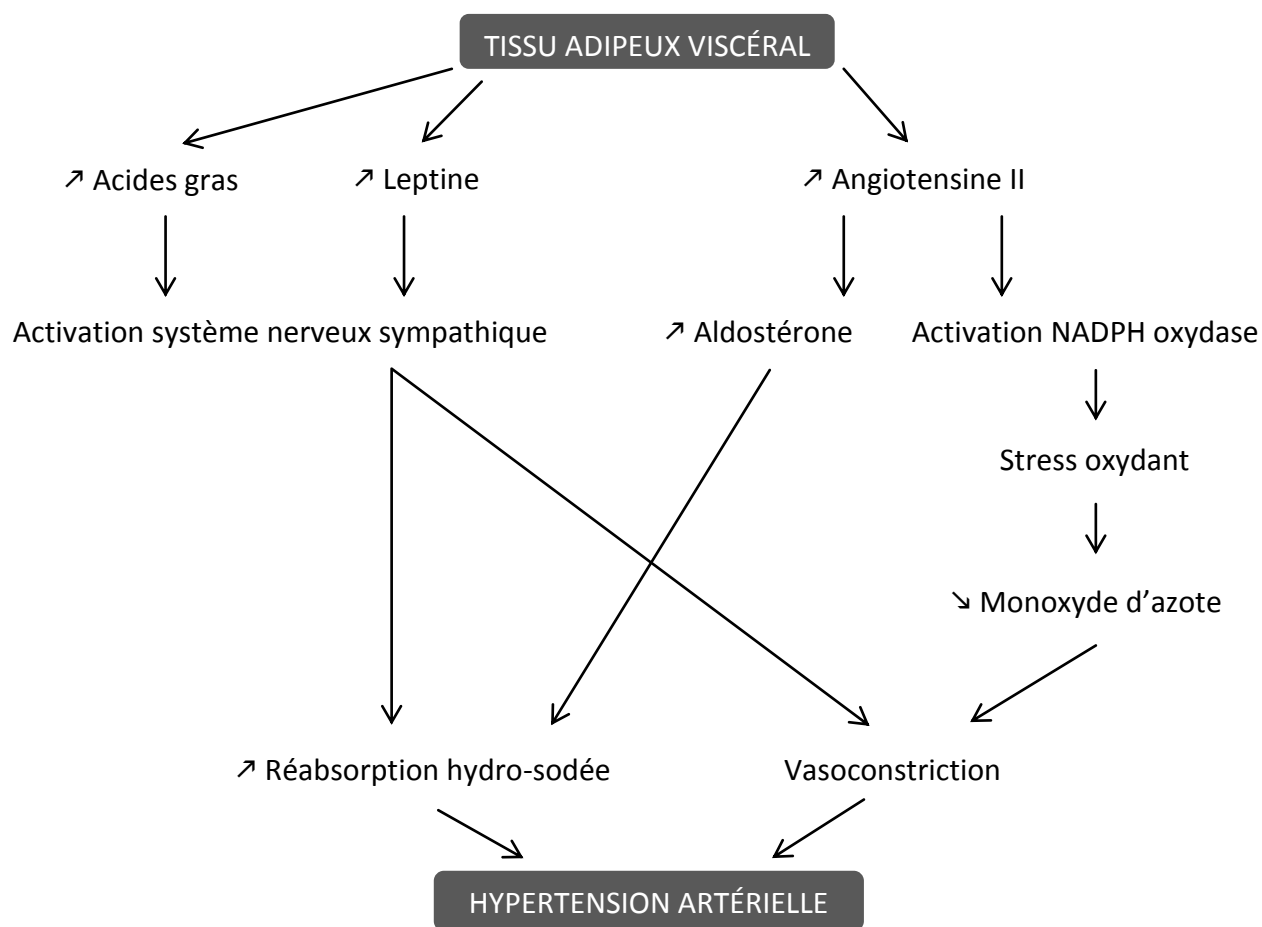 TISSU ADIPEUX VISCÉRAL
↗ Acides gras
↗ Leptine
↗ Angiotensine II
Activation système nerveux sympathique
↗ Aldostérone
Activation NADPH oxydase
Stress oxydant
↘ Monoxyde d’azote
↗ Réabsorption hydro-sodée
Vasoconstriction
HYPERTENSION ARTÉRIELLE